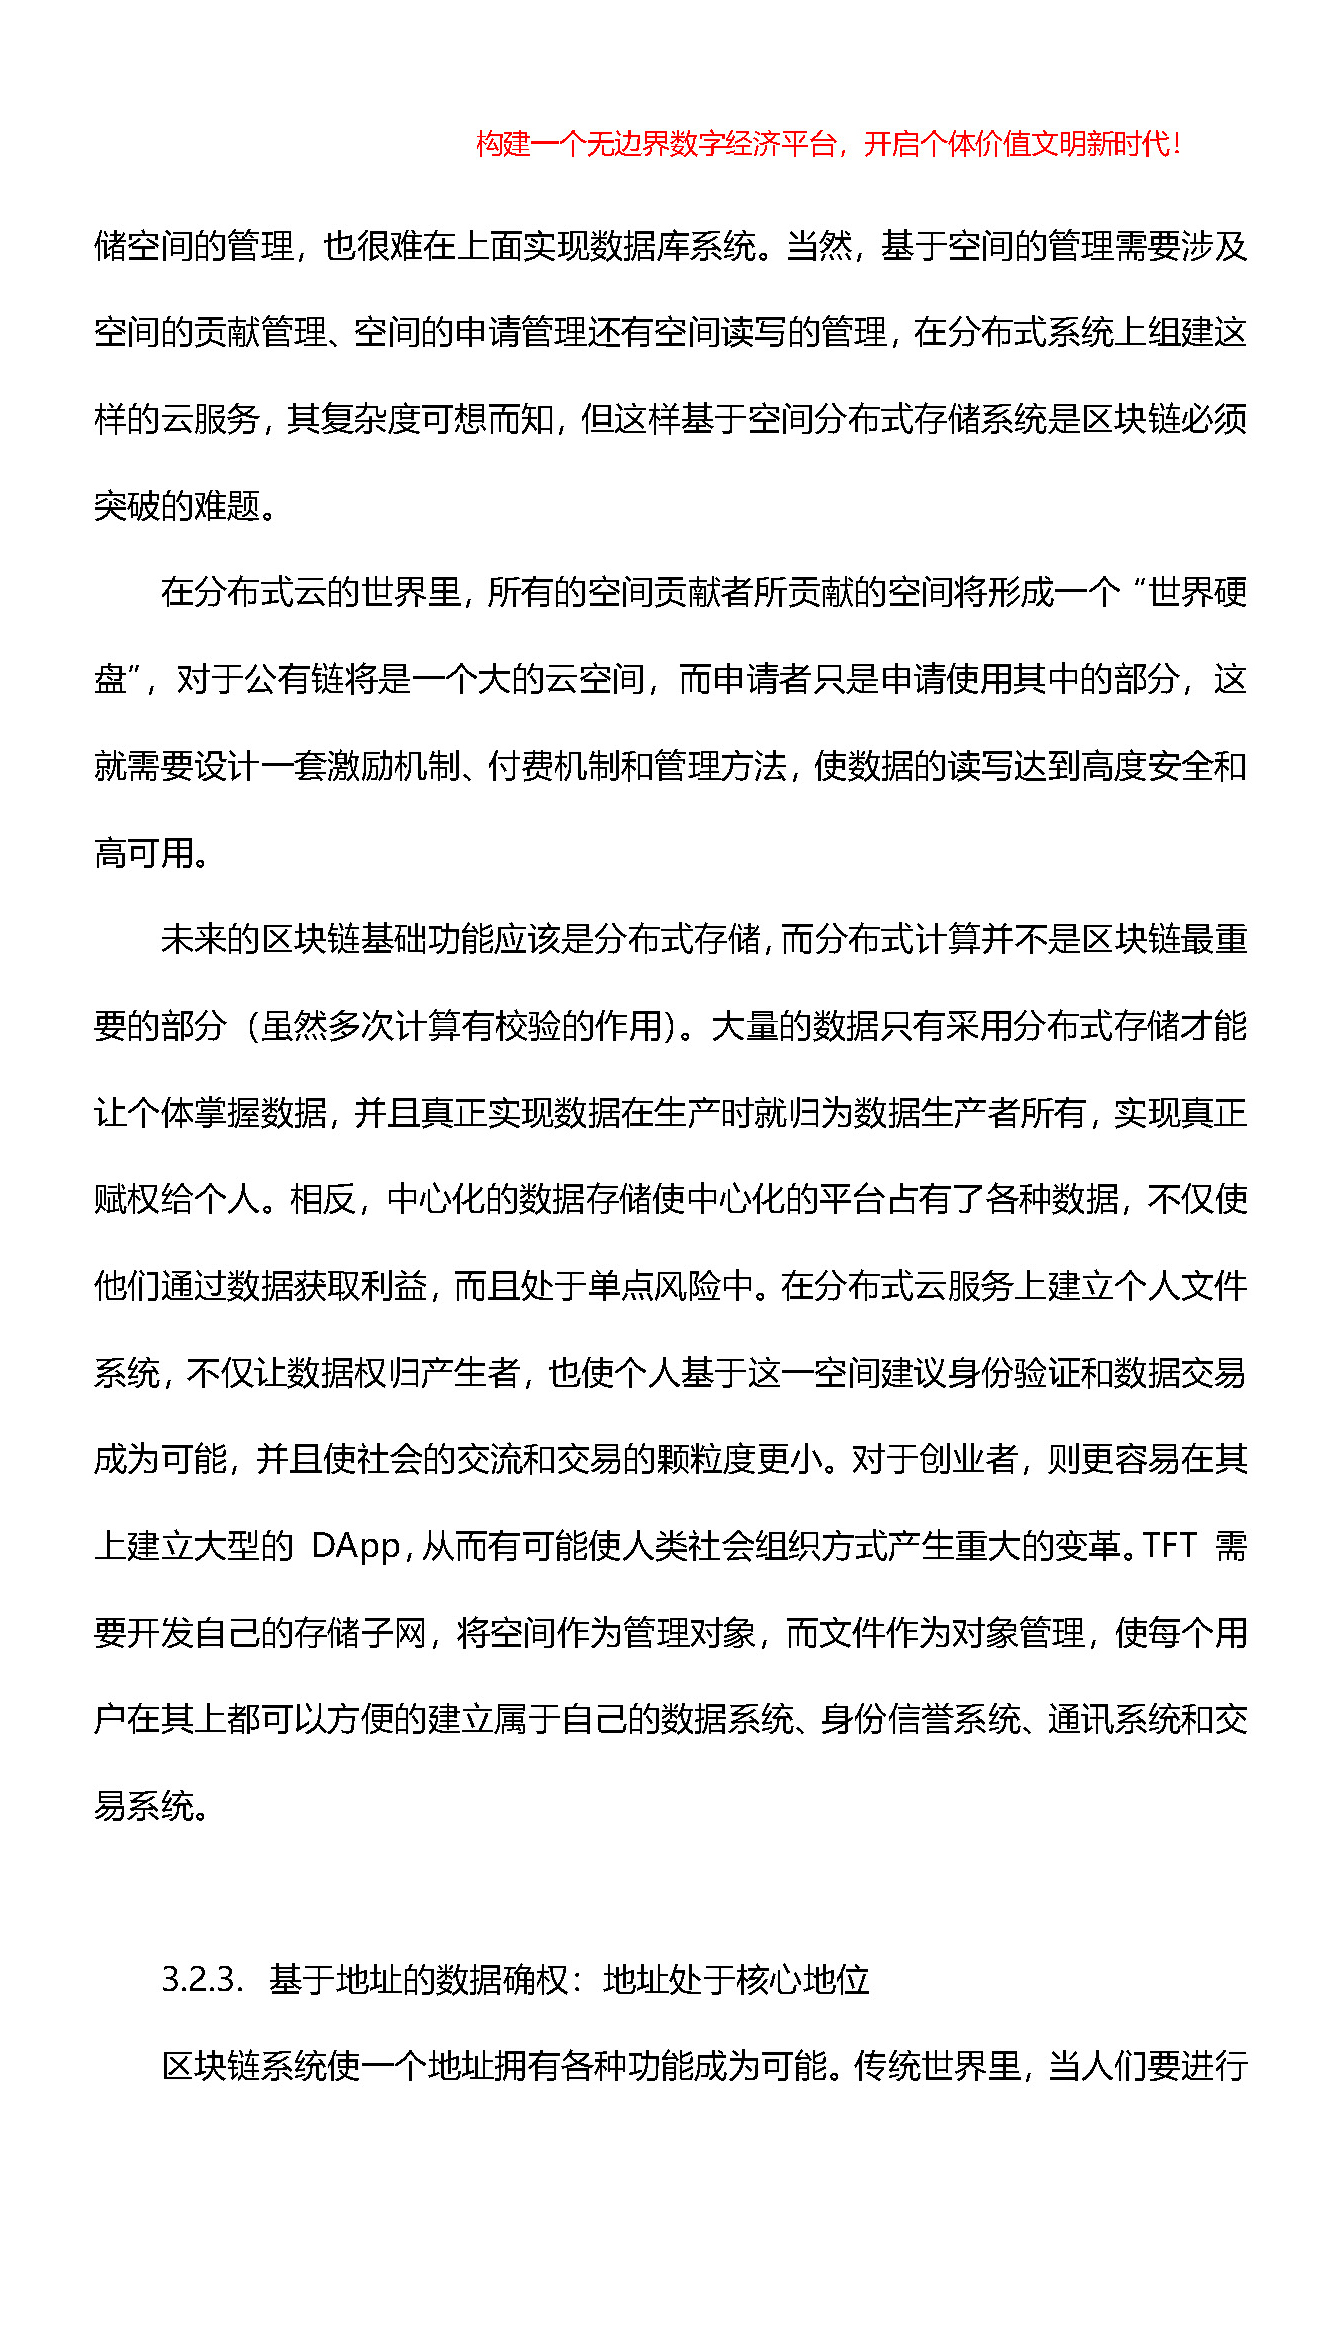 构建一个无边界数字经济平台，开启个体价值文明新时代！
储空间的管理，也很难在上面实现数据库系统。当然，基于空间的管理需要涉及
空间的贡献管理、空间的申请管理还有空间读写的管理，在分布式系统上组建这
样的云服务，其复杂度可想而知，但这样基于空间分布式存储系统是区块链必须
突破的难题。
在分布式云的世界里，所有的空间贡献者所贡献的空间将形成一个“世界硬
盘”，对于公有链将是一个大的云空间，而申请者只是申请使用其中的部分，这
就需要设计一套激励机制、付费机制和管理方法，使数据的读写达到高度安全和
高可用。
未来的区块链基础功能应该是分布式存储，而分布式计算并不是区块链最重
要的部分（虽然多次计算有校验的作用）。大量的数据只有采用分布式存储才能
让个体掌握数据，并且真正实现数据在生产时就归为数据生产者所有，实现真正
赋权给个人。相反，中心化的数据存储使中心化的平台占有了各种数据，不仅使
他们通过数据获取利益，而且处于单点风险中。在分布式云服务上建立个人文件
系统，不仅让数据权归产生者，也使个人基于这一空间建议身份验证和数据交易
成为可能，并且使社会的交流和交易的颗粒度更小。对于创业者，则更容易在其
上建立大型的 DApp，从而有可能使人类社会组织方式产生重大的变革。TFT 需
要开发自己的存储子网，将空间作为管理对象，而文件作为对象管理，使每个用
户在其上都可以方便的建立属于自己的数据系统、身份信誉系统、通讯系统和交
易系统。
3.2.3. 基于地址的数据确权：地址处于核心地位
区块链系统使一个地址拥有各种功能成为可能。传统世界里，当人们要进行